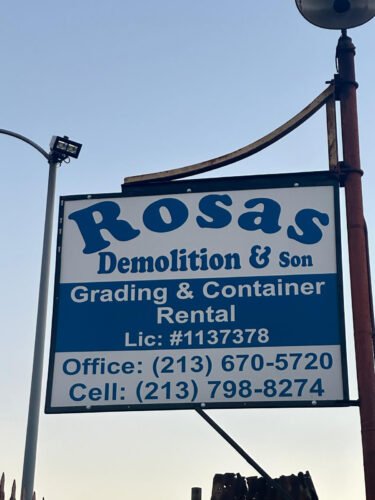 Rosas
Demolition & Son
Grading & Container
Rental
Lic: #1137378
Office: (213) 670-5720
Cell: (213) 798-8274